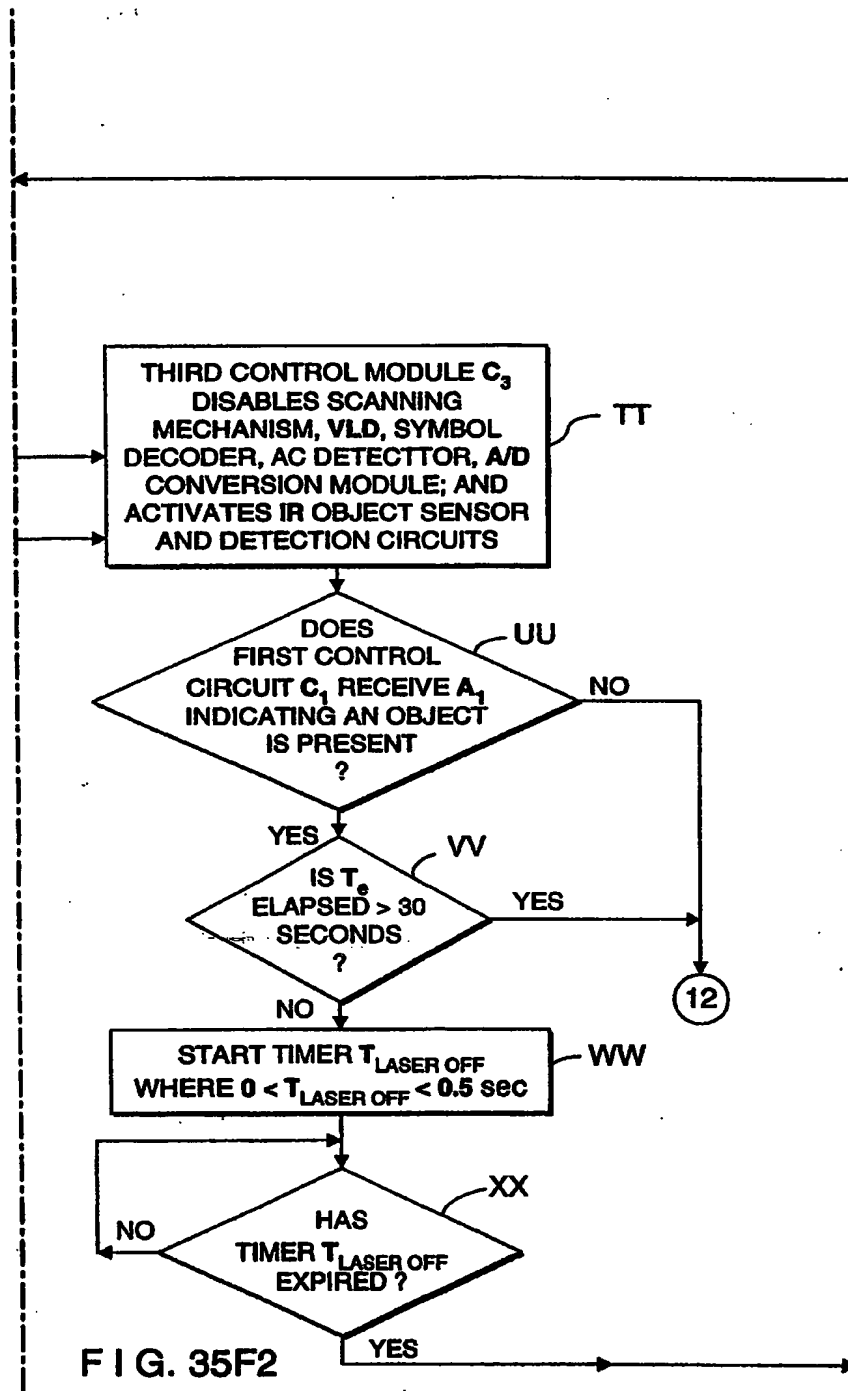 THIRD CONTROL MODULE C3
DISABLES SCANNING
MECHANISM, VLD, SYMBOL
DECODER, AC DETECTTOR, A/D
CONVERSION MODULE; AND
ACTIVATES IR OBJECT SENSOR
AND DETECTION CIRCUITS
TT
DOES
FIRST CONTROL
CIRCUIT C1 RECEIVE A1
INDICATING AN OBJECT
IS PRESENT
?
UU
NO
YES
IS Te
ELAPSED > 30
SECONDS
?
VV
YES
12
NO
START TIMER TLASER OFF
WHERE 0 < TLASER OFF < 0.5 sec
WW
HAS
TIMER TLASER OFF
EXPIRED ?
XX
NO
YES
FIG. 35F2